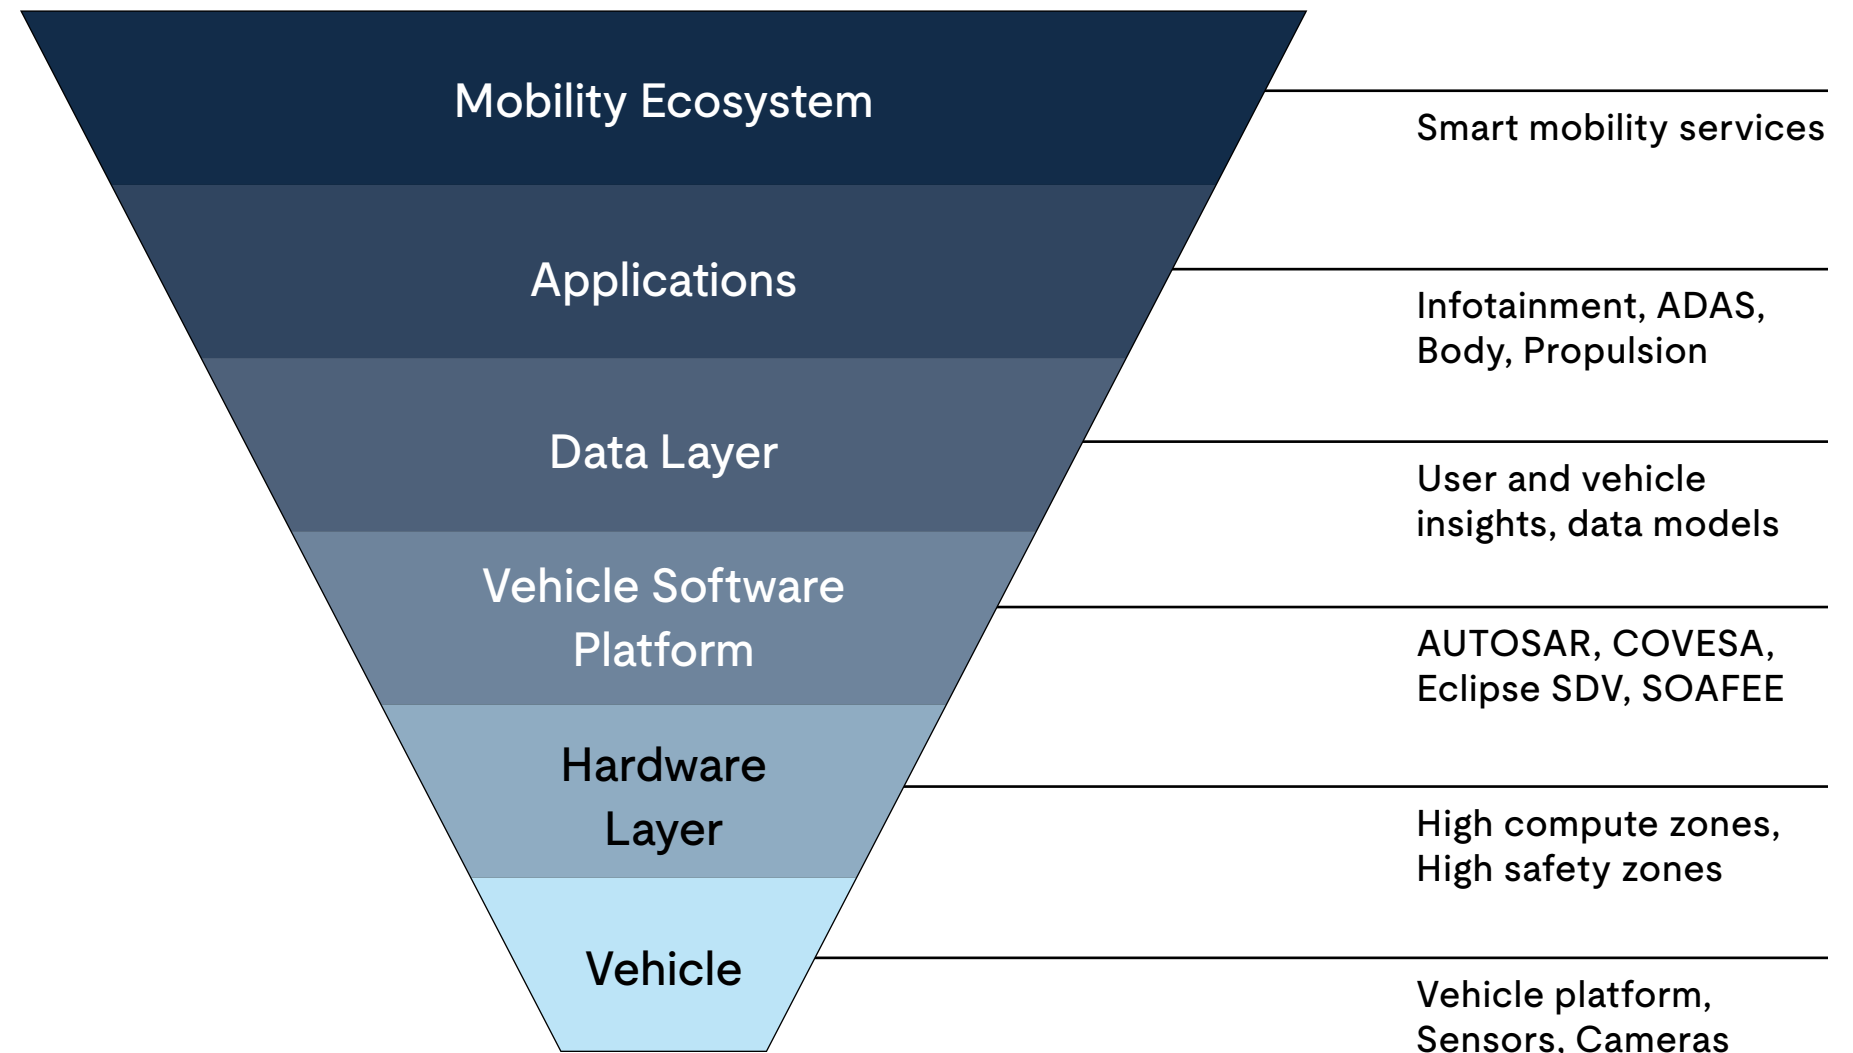 Mobility Ecosystem
Smart mobility services
Applications
Infotainment, ADAS,
Body, Propulsion
Data Layer
User and vehicle
insights, data models
Vehicle Software
Platform
AUTOSAR, COVESA,
Eclipse SDV, SOAFEE
Hardware
Layer
High compute zones,
High safety zones
Vehicle
Vehicle platform,
Sensors, Cameras